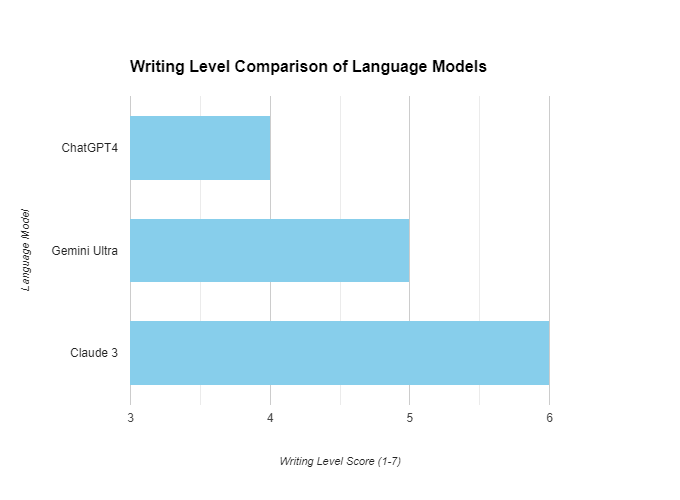 Writing Level Comparison of Language Models
ChatGPT4
Gemini Ultra
Claude 3
Language Model
3 4 5 6
Writing Level Score (1-7)